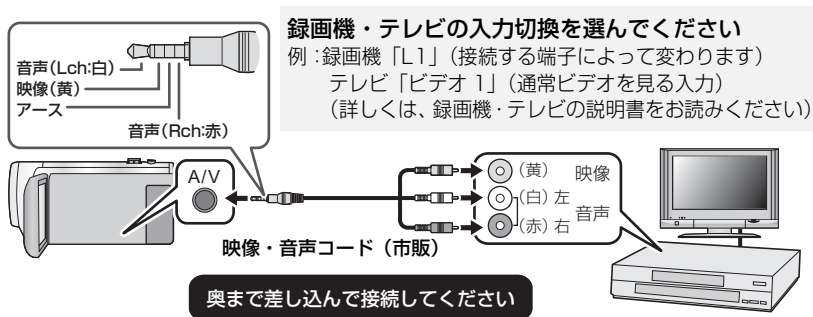 録画機・テレビの入力切換を選んでください
例：録画機「L1」（接続する端子によって変わります）
テレビ「ビデオ 1」（通常ビデオを見る入力）
（詳しくは、録画機・テレビの説明書をお読みください）
音声（Lch:白）
映像（黄）
アース
音声（Rch:赤）
A/V
（黄） 映像
（白）左
音声
（赤）右
映像・音声コード（市販）
奥まで差し込んで接続してください